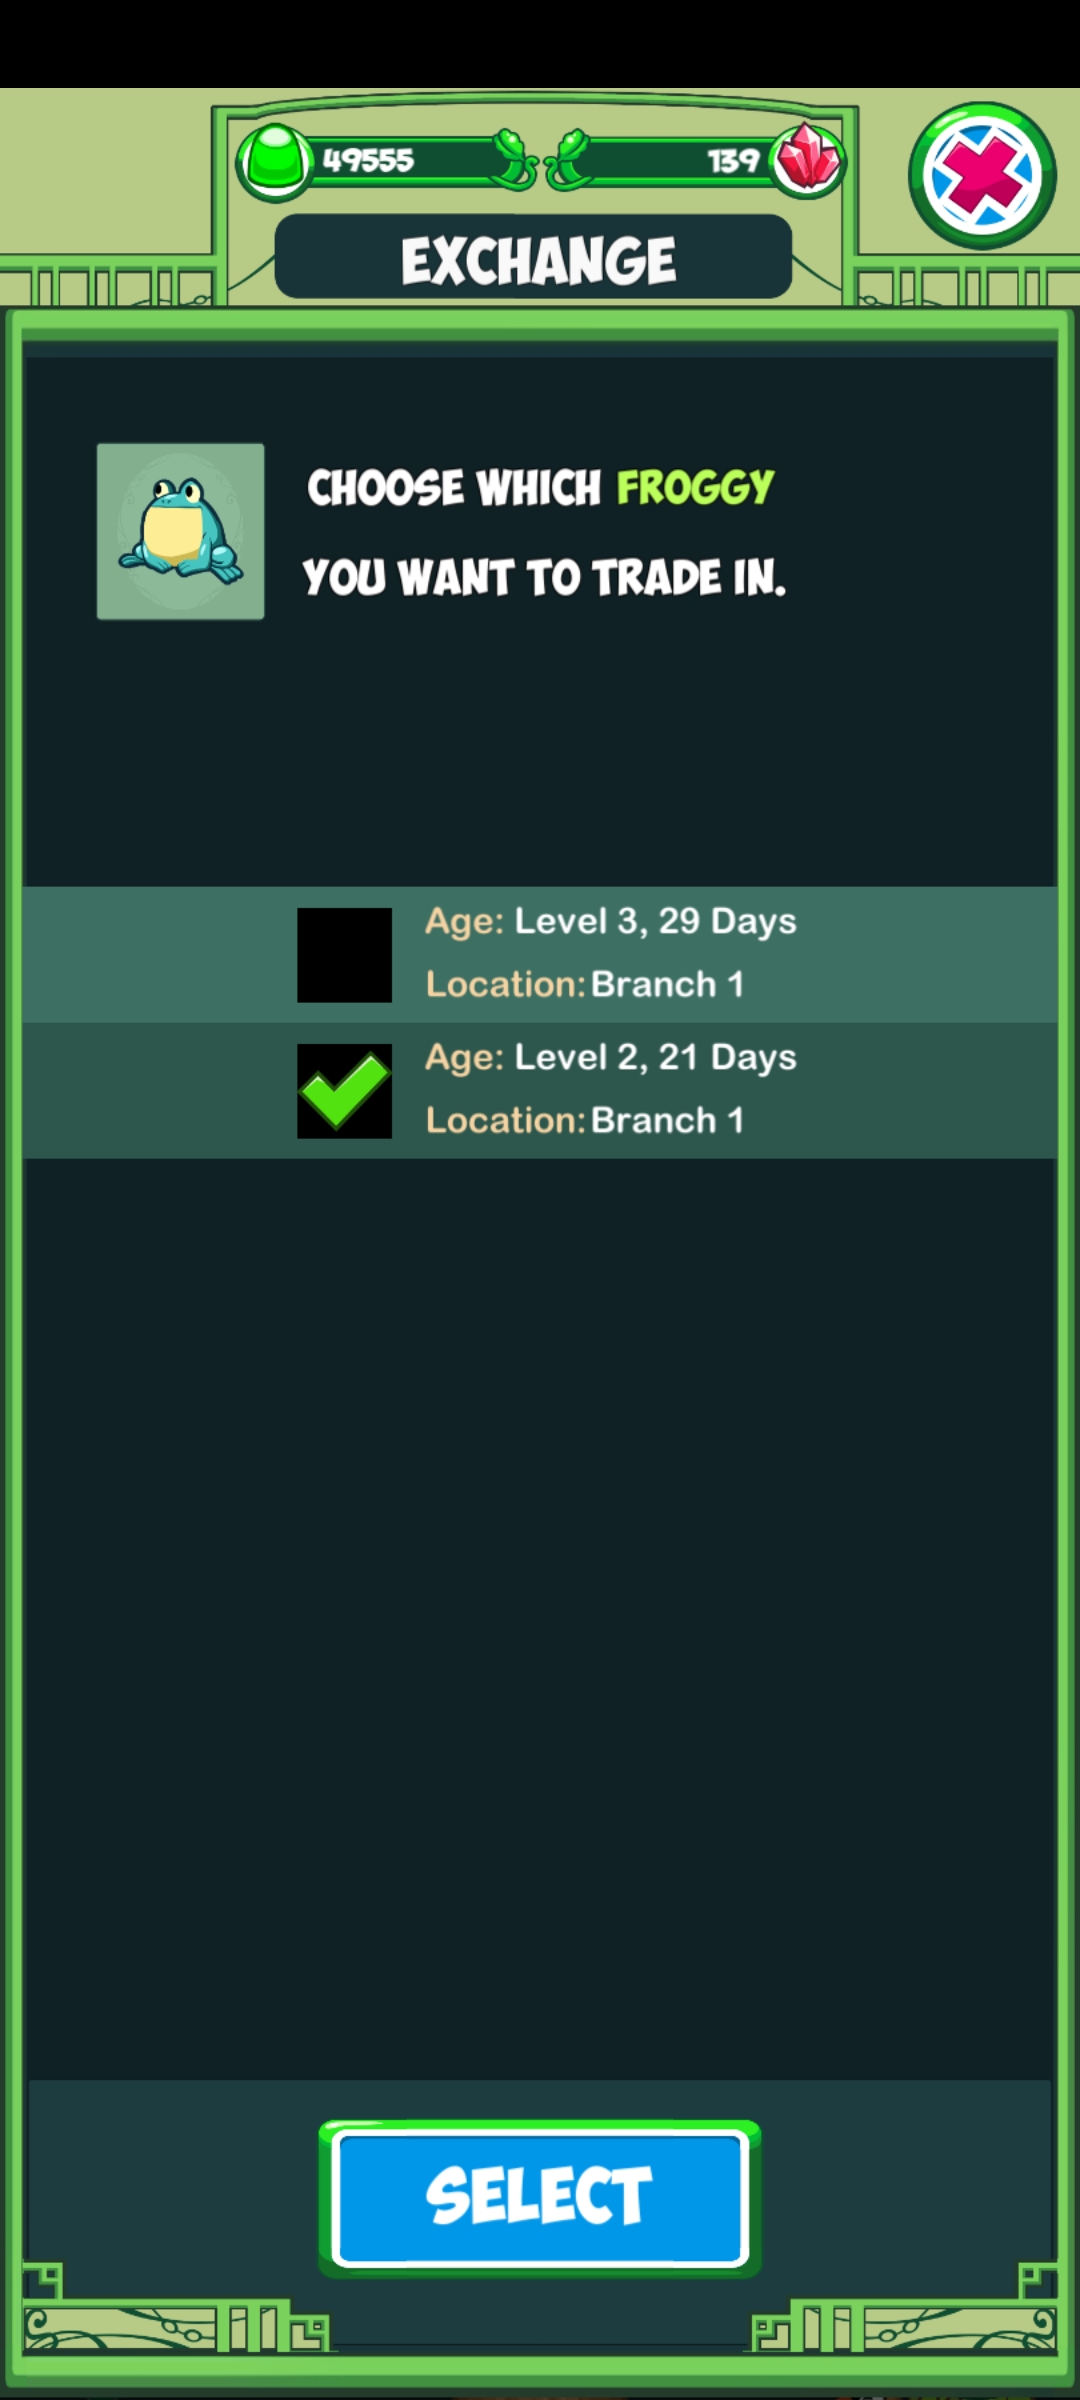 49555
139
EXCHANGE
CHOOSE WHICH FROGGY
YOU WANT TO TRADE IN.
Age: Level 3, 29 Days
Location: Branch 1
Age: Level 2, 21 Days
Location: Branch 1
SELECT